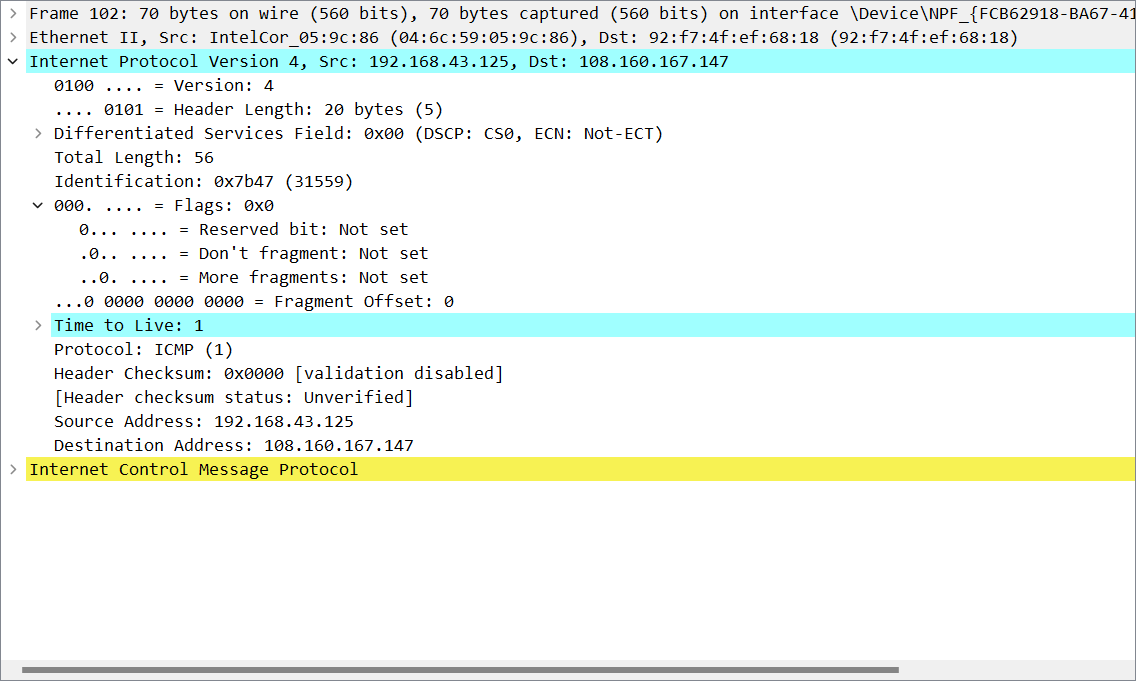 Frame 102: 70 bytes on wire (560 bits), 70 bytes captured (560 bits) on interface \Device\NPF_{FCB62918-BA67-41
Ethernet II, Src: IntelCor_05:9c:86 (04:6c:59:05:9c:86), Dst: 92:f7:4f:ef:68:18 (92:f7:4f:ef:68:18)
Internet Protocol Version 4, Src: 192.168.43.125, Dst: 108.160.167.147
0100 .... = Version: 4
.... 0101 = Header Length: 20 bytes (5)
Differentiated Services Field: 0x00 (DSCP: CS0, ECN: Not-ECT)
Total Length: 56
Identification: 0x7b47 (31559)
000. .... = Flags: 0x0
0... .... = Reserved bit: Not set
.0.. .... = Don't fragment: Not set
..0. .... = More fragments: Not set
...0 0000 0000 0000 = Fragment Offset: 0
Time to Live: 1
Protocol: ICMP (1)
Header Checksum: 0x0000 [validation disabled]
[Header checksum status: Unverified]
Source Address: 192.168.43.125
Destination Address: 108.160.167.147
Internet Control Message Protocol